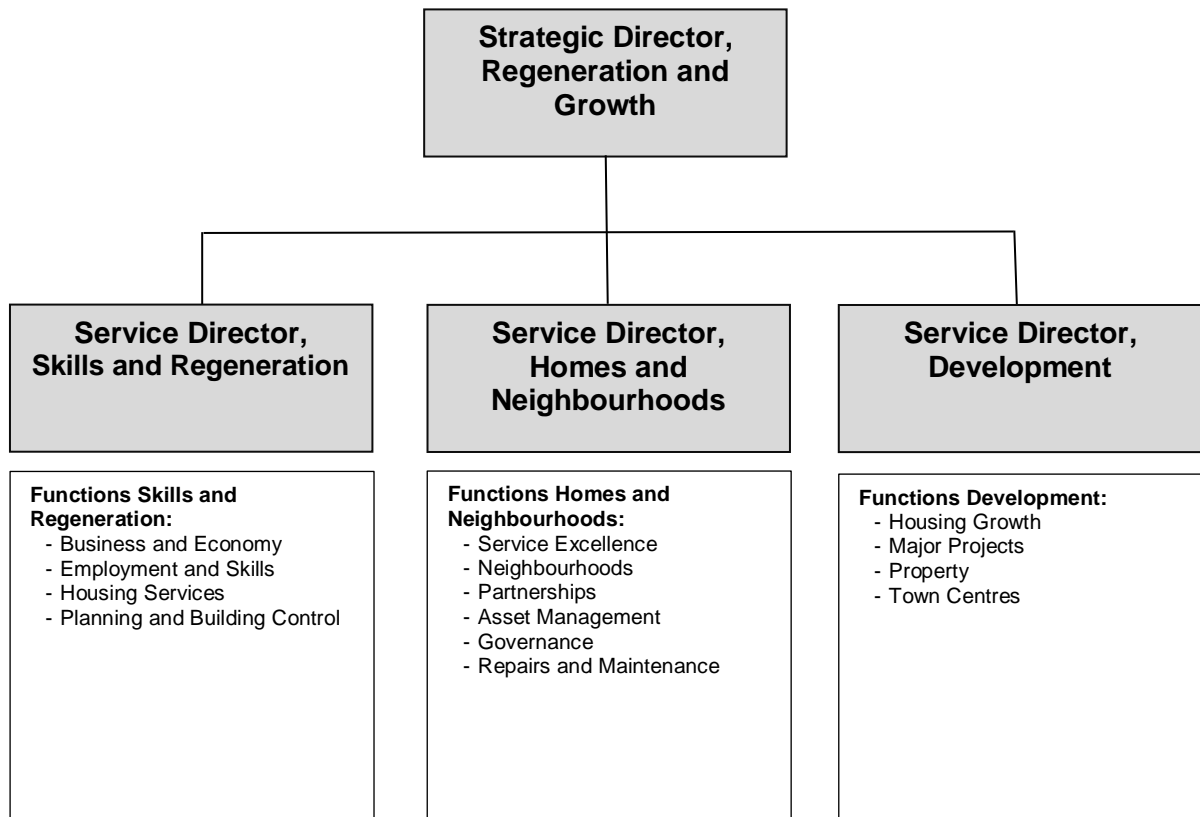 Strategic Director,
Regeneration and
Growth
Service Director,
Skills and Regeneration
Service Director,
Homes and
Neighbourhoods
Service Director,
Development
Functions Skills and
Regeneration:
- Business and Economy
- Employment and Skills
- Housing Services
- Planning and Building Control
Functions Homes and
Neighbourhoods:
- Service Excellence
- Neighbourhoods
- Partnerships
- Asset Management
- Governance
- Repairs and Maintenance
Functions Development:
- Housing Growth
- Major Projects
- Property
- Town Centres